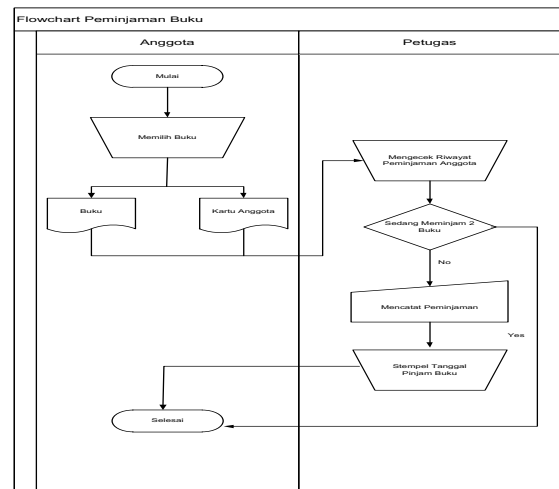 Flowchart Peminjaman Buku
Anggota
Petugas
Mulai
Memilih Buku
Buku
Kartu Anggota
Mengecek Riwayat
Peminjaman Anggota
Sedang Meminjam 2
Buku
No
Mencatat Peminjaman
Yes
Stempel Tanggal
Pinjam Buku
Selesai